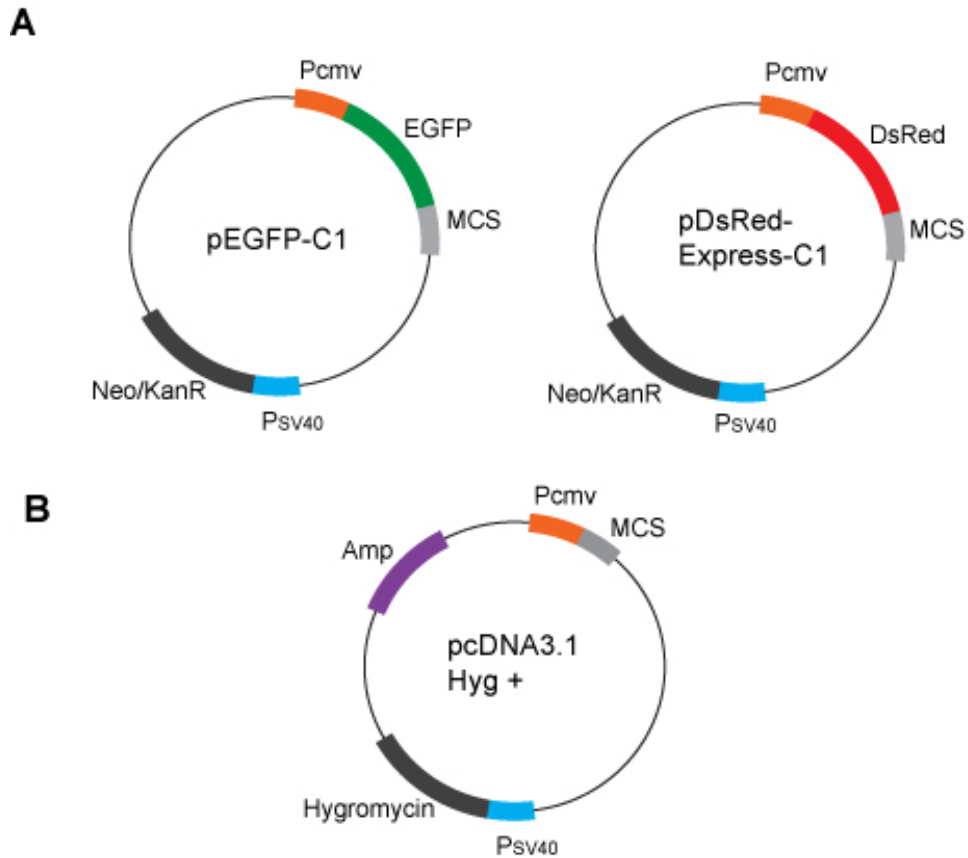 A
Pcmv
EGFP
MCS
pEGFP-C1
Neo/KanR
PSV40
Pcmv
DsRed
MCS
pDsRed-
Express-C1
Neo/KanR
PSV40
B
Pcmv
MCS
Amp
pcDNA3.1
Hyg +
Hygromycin
PSV40